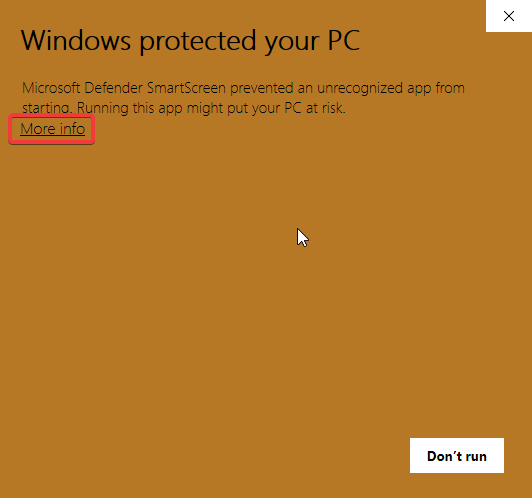 Windows protected your PC
Microsoft Defender SmartScreen prevented an unrecognized app from
starting. Running this app might put your PC at risk.
More info
Don't run